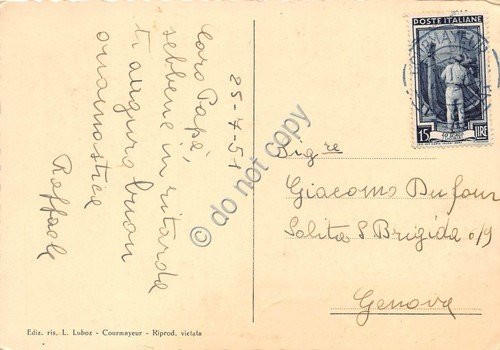 25-7-51
Caro Papà,
sebbene in ritardo
ti auguro buon
onomastico
Raffaele
POSTE ITALIANE
15 LIRE
Sig.re
Giacomo Dufour
Salita S. Brigida 0/9
Genova
do not copy
Ediz. ris. L. Luboz - Courmayeur - Riprod. vietata